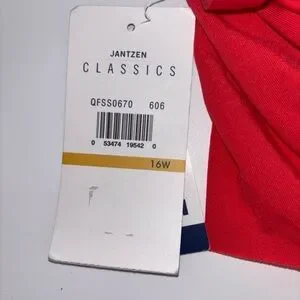 JANTZEN
CLASSICS
QFSS0670 606
0 53474 19542 0
16W